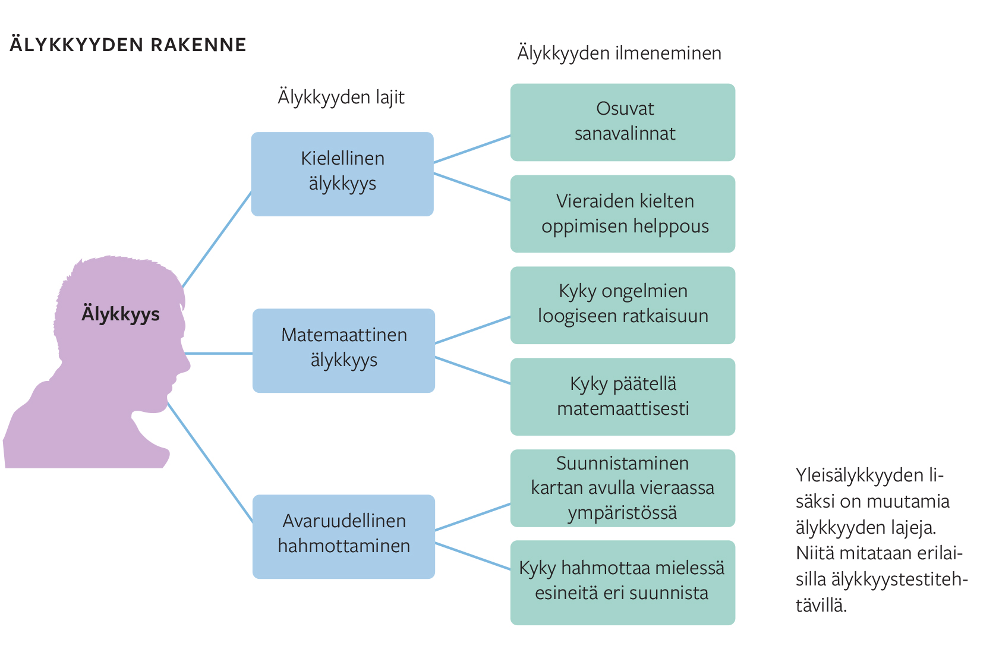 ÄLYKKYYDEN RAKENNE
Älykkyyden ilmeneminen
Älykkyyden lajit
Osuvat
sanavalinnat
Kielellinen
älykkyys
Vieraiden kielten
oppimisen helppous
Älykkyys
Kyky ongelmien
loogiseen ratkaisuun
Matemaattinen
älykkyys
Kyky päätellä
matemaattisesti
Suunnistaminen
kartan avulla vieraassa
ympäristössä
Avaruudellinen
hahmottaminen
Kyky hahmottaa mielessä
esineitä eri suunnista
Yleisälykkyyden li-
säksi on muutamia
älykkyyden lajeja.
Niitä mitataan erilai-
silla älykkyystestiteh-
tävillä.